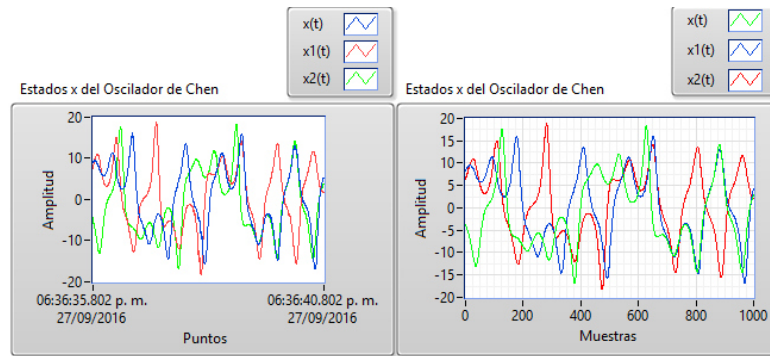 x(t)
x1(t)
x2(t)
Estados x del Oscilador de Chen
Amplitud
20
10
0
-10
-20
06:36:35.802 p. m.
27/09/2016
06:36:40.802 p. m.
27/09/2016
Puntos
x(t)
x1(t)
x2(t)
Estados x del Oscilador de Chen
Amplitud
20
15
10
5
0
-5
-10
-15
-20
0 200 400 600 800 1000
Muestras